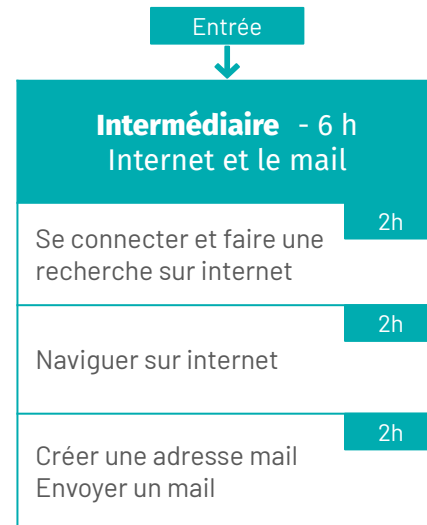 Entrée
Intermédiaire - 6 h
Internet et le mail
2h
Se connecter et faire une
recherche sur internet
2h
Naviguer sur internet
2h
Créer une adresse mail
Envoyer un mail